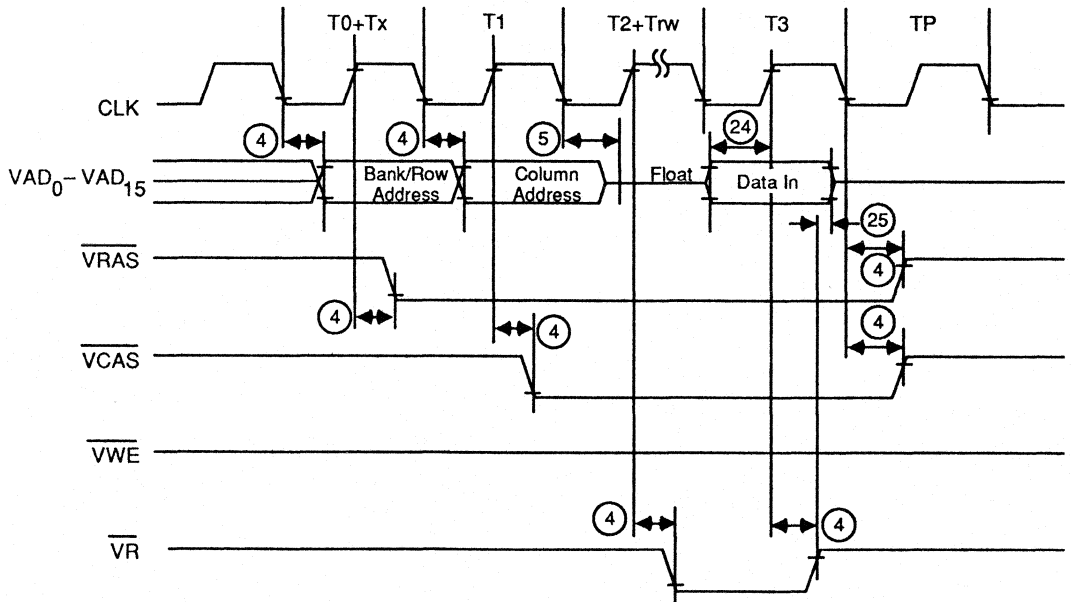 T0+Tx T1 T2+Trw T3 TP
CLK
4 4 5 24
VAD0–VAD15
Bank/Row
Address
Column
Address
Float
Data In
25
VRAS
4
4
4
4
VCAS
VWE
4
4
VR